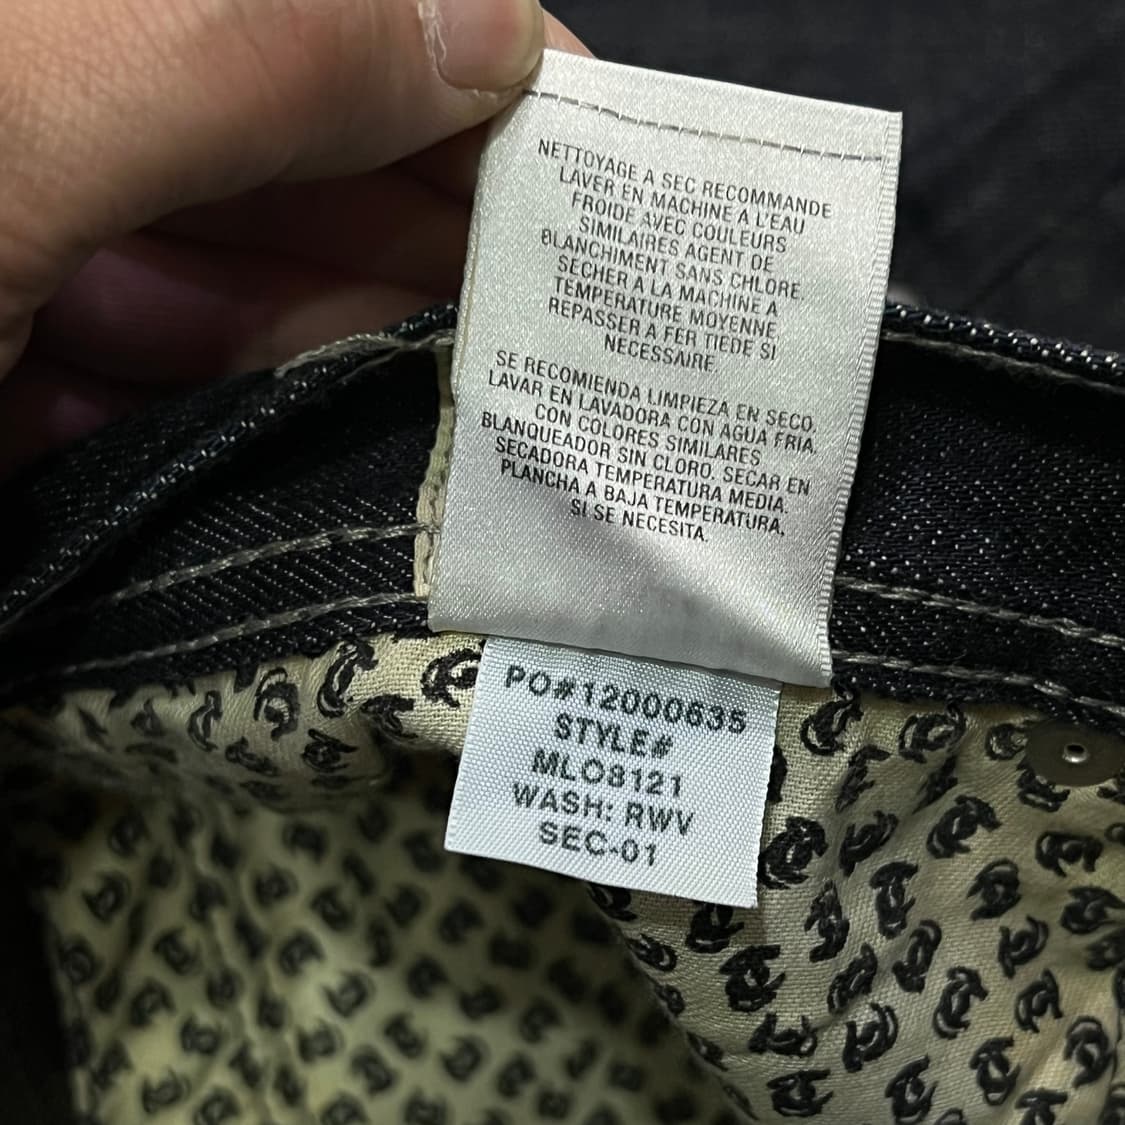 NETTOYAGE A SEC RECOMMANDE
LAVER EN MACHINE A L'EAU
FROIDE AVEC COULEURS
SIMILAIRES AGENT DE
BLANCHIMENT SANS CHLORE.
SECHER A LA MACHINE A
TEMPERATURE MOYENNE
REPASSER A FER TIEDE SI
NECESSAIRE.
SE RECOMIENDA LIMPIEZA EN SECO.
LAVAR EN LAVADORA CON AGUA FRIA.
CON COLORES SIMILARES
BLANQUEADOR SIN CLORO. SECAR EN
SECADORA TEMPERATURA MEDIA.
PLANCHA A BAJA TEMPERATURA.
SI SE NECESITA.
PO#12000635
STYLE#
MLO8121
WASH: RWV
SEC-01